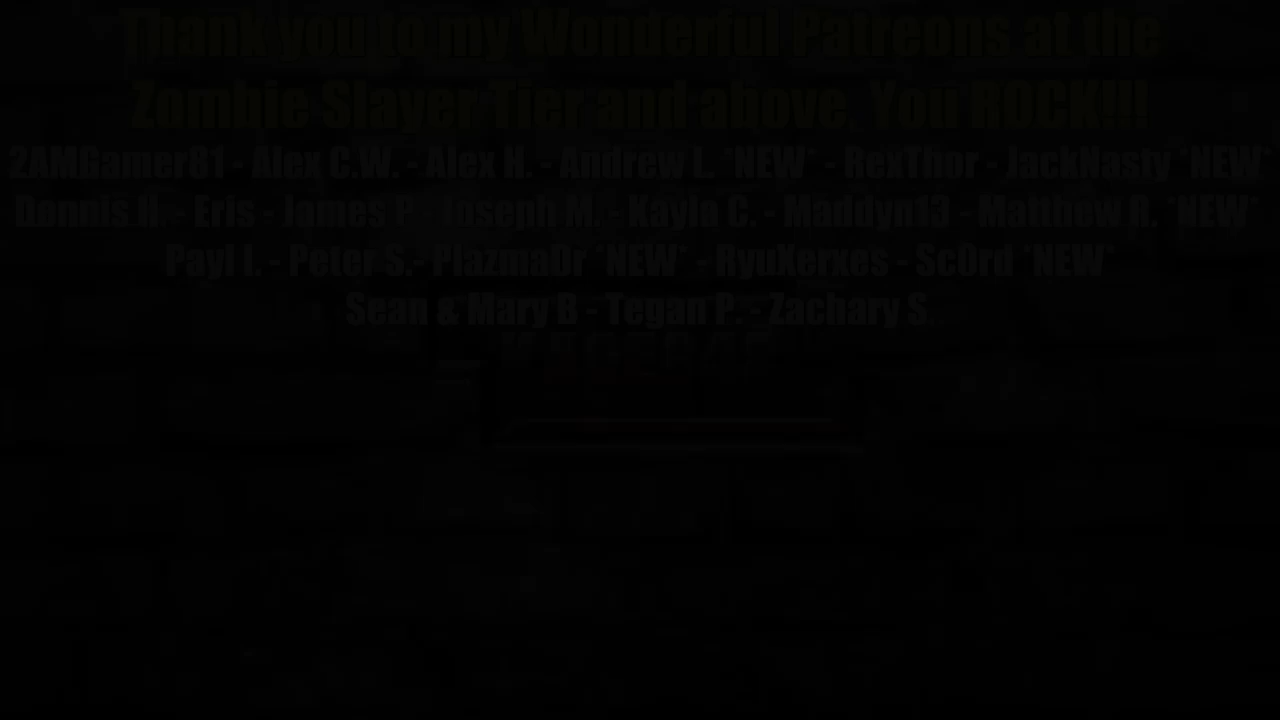 Thank you to my Wonderful Patreons at the
Zombie Slayer Tier and above. You ROCK!!!
2AMGamer81 - Alex C.W. - Alex H. - Andrew L. *NEW* - RexThor - JackNasty *NEW*
Dennis H. - Eris - James P - Joseph M. - Kayla C. - Maddyn13 - Matthew R. *NEW*
Payl I. - Peter S.- PlazmaDr *NEW* - RyuXerxes - Sc0rd *NEW*
Sean & Mary B - Tegan P. - Zachary S.